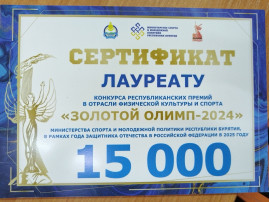 СЕРТИФИКАТ
ЛАУРЕАТУ
КОНКУРСА РЕСПУБЛИКАНСКИХ ПРЕМИЙ
В ОТРАСЛИ ФИЗИЧЕСКОЙ КУЛЬТУРЫ И СПОРТА
«ЗОЛОТОЙ ОЛИМП-2024»
МИНИСТЕРСТВА СПОРТА И МОЛОДЕЖНОЙ ПОЛИТИКИ РЕСПУБЛИКИ БУРЯТИЯ,
В РАМКАХ ГОДА ЗАЩИТНИКА ОТЕЧЕСТВА В РОССИЙСКОЙ ФЕДЕРАЦИИ В 2025 ГОДУ
15 000